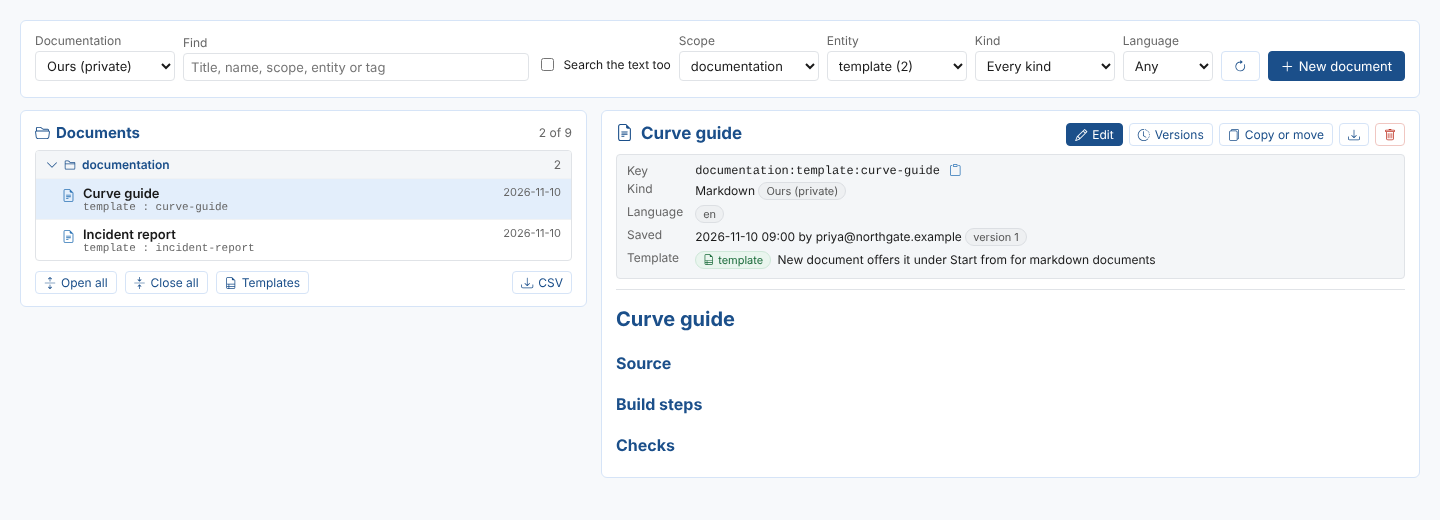 Documentation
Ours (private)
Find
Title, name, scope, entity or tag
Search the text too
Scope
documentation
Entity
template (2)
Kind
Every kind
Language
Any
New document
Documents
2 of 9
documentation
2
Curve guide
2026-11-10
template : curve-guide
Incident report
2026-11-10
template : incident-report
Open all
Close all
Templates
CSV
Curve guide
Edit
Versions
Copy or move
Key documentation:template:curve-guide
Kind Markdown Ours (private)
Language en
Saved 2026-11-10 09:00 by priya@northgate.example version 1
Template template New document offers it under Start from for markdown documents
Curve guide
Source
Build steps
Checks